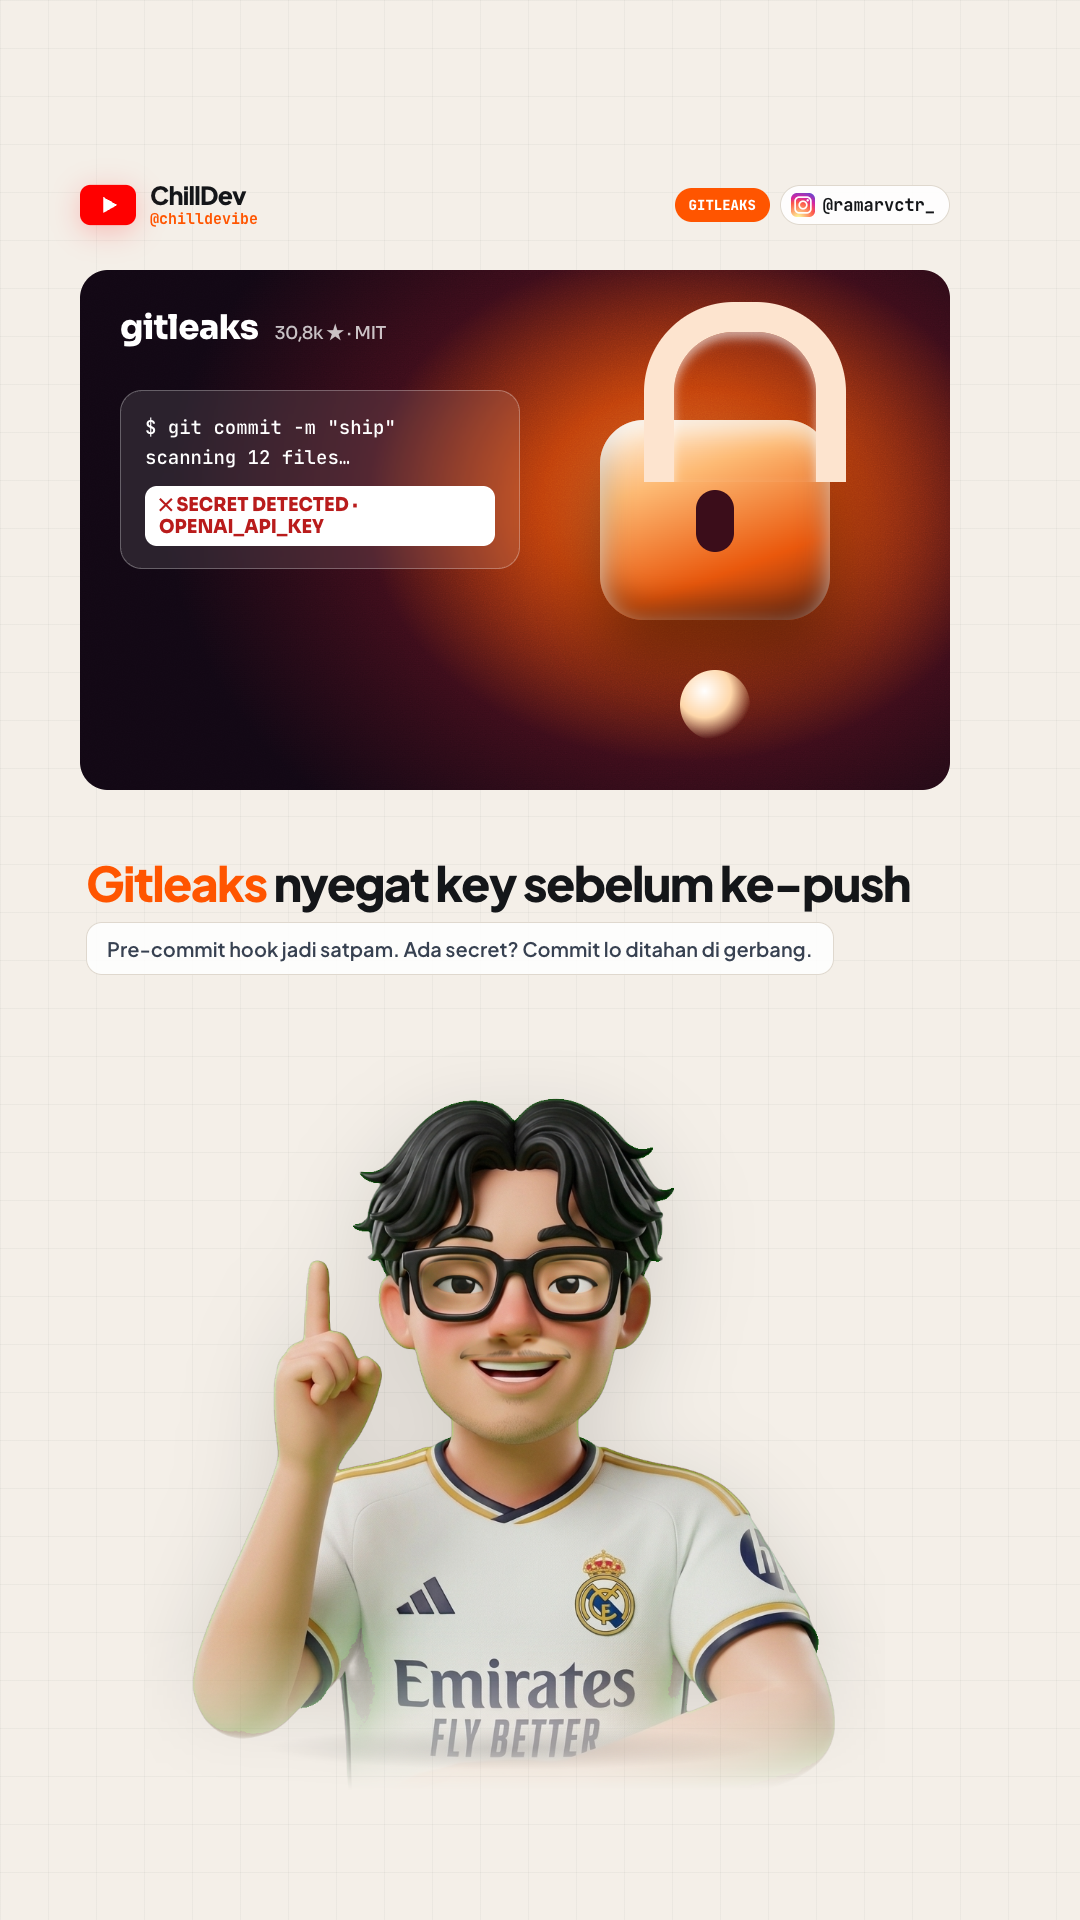 ChillDev
@chilldevibe
GITLEAKS
@ramarvctr_
gitleaks 30,8k ★ · MIT
$ git commit -m "ship"
scanning 12 files…
✕ SECRET DETECTED ·
OPENAI_API_KEY
Gitleaks nyegat key sebelum ke-push
Pre-commit hook jadi satpam. Ada secret? Commit lo ditahan di gerbang.
hp
Emirates
FLY BETTER